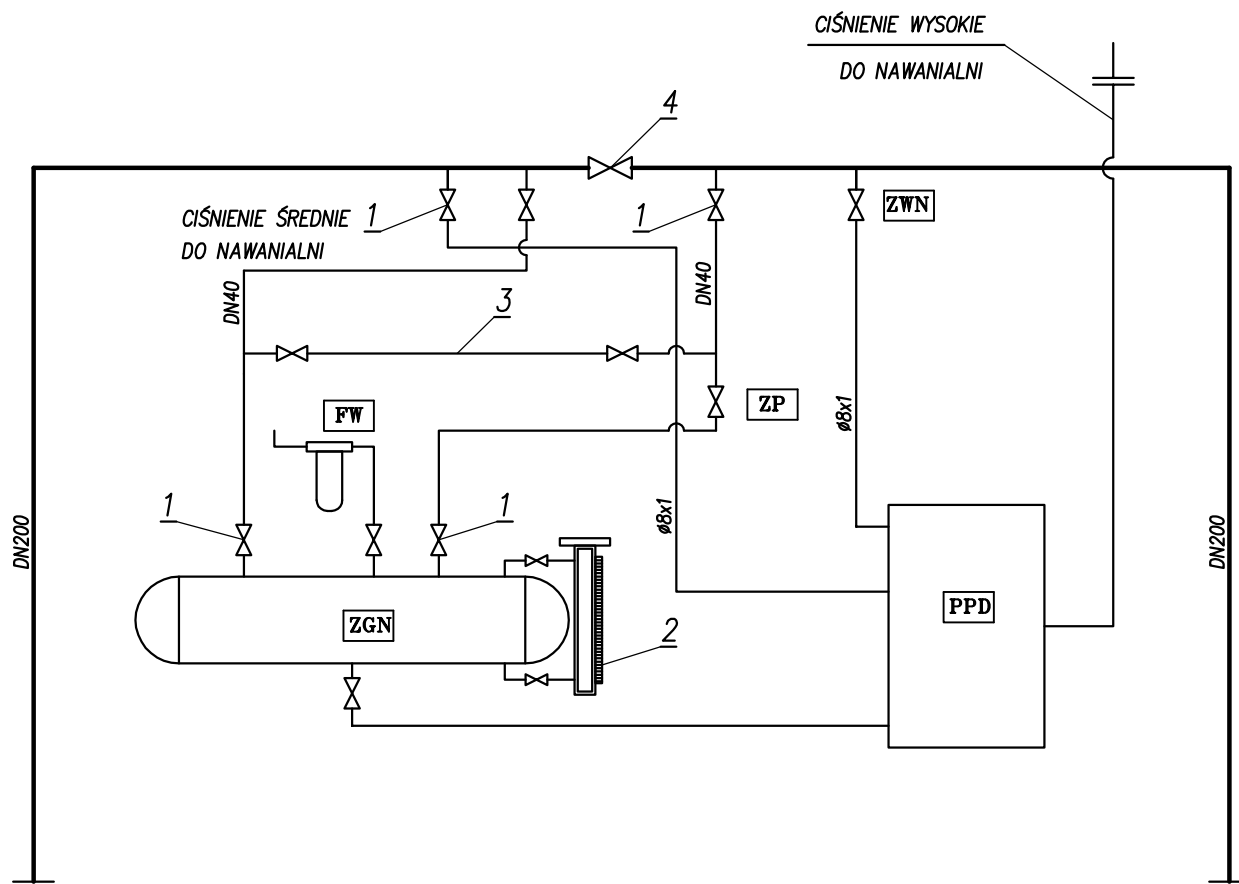 CIŚNIENIE WYSOKIE
DO NAWANIALNI
4
CIŚNIENIE ŚREDNIE
DO NAWANIALNI
1
1
ZWN
DN40
DN40
3
ZP
FW
ø8x1
1
1
ø8x1
DN200
DN200
ZGN
PPD
2